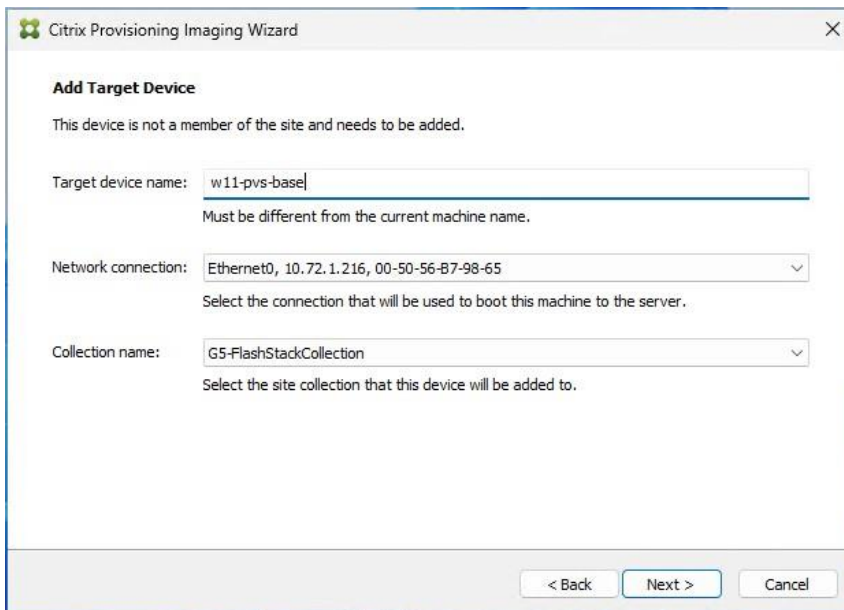 Citrix Provisioning Imaging Wizard
Add Target Device
This device is not a member of the site and needs to be added.
Target device name: w11-pvs-base
Must be different from the current machine name.
Network connection: Ethernet0, 10.72.1.216, 00-50-56-B7-98-65
Select the connection that will be used to boot this machine to the server.
Collection name: G5-FlashStackCollection
Select the site collection that this device will be added to.
< Back Next > Cancel